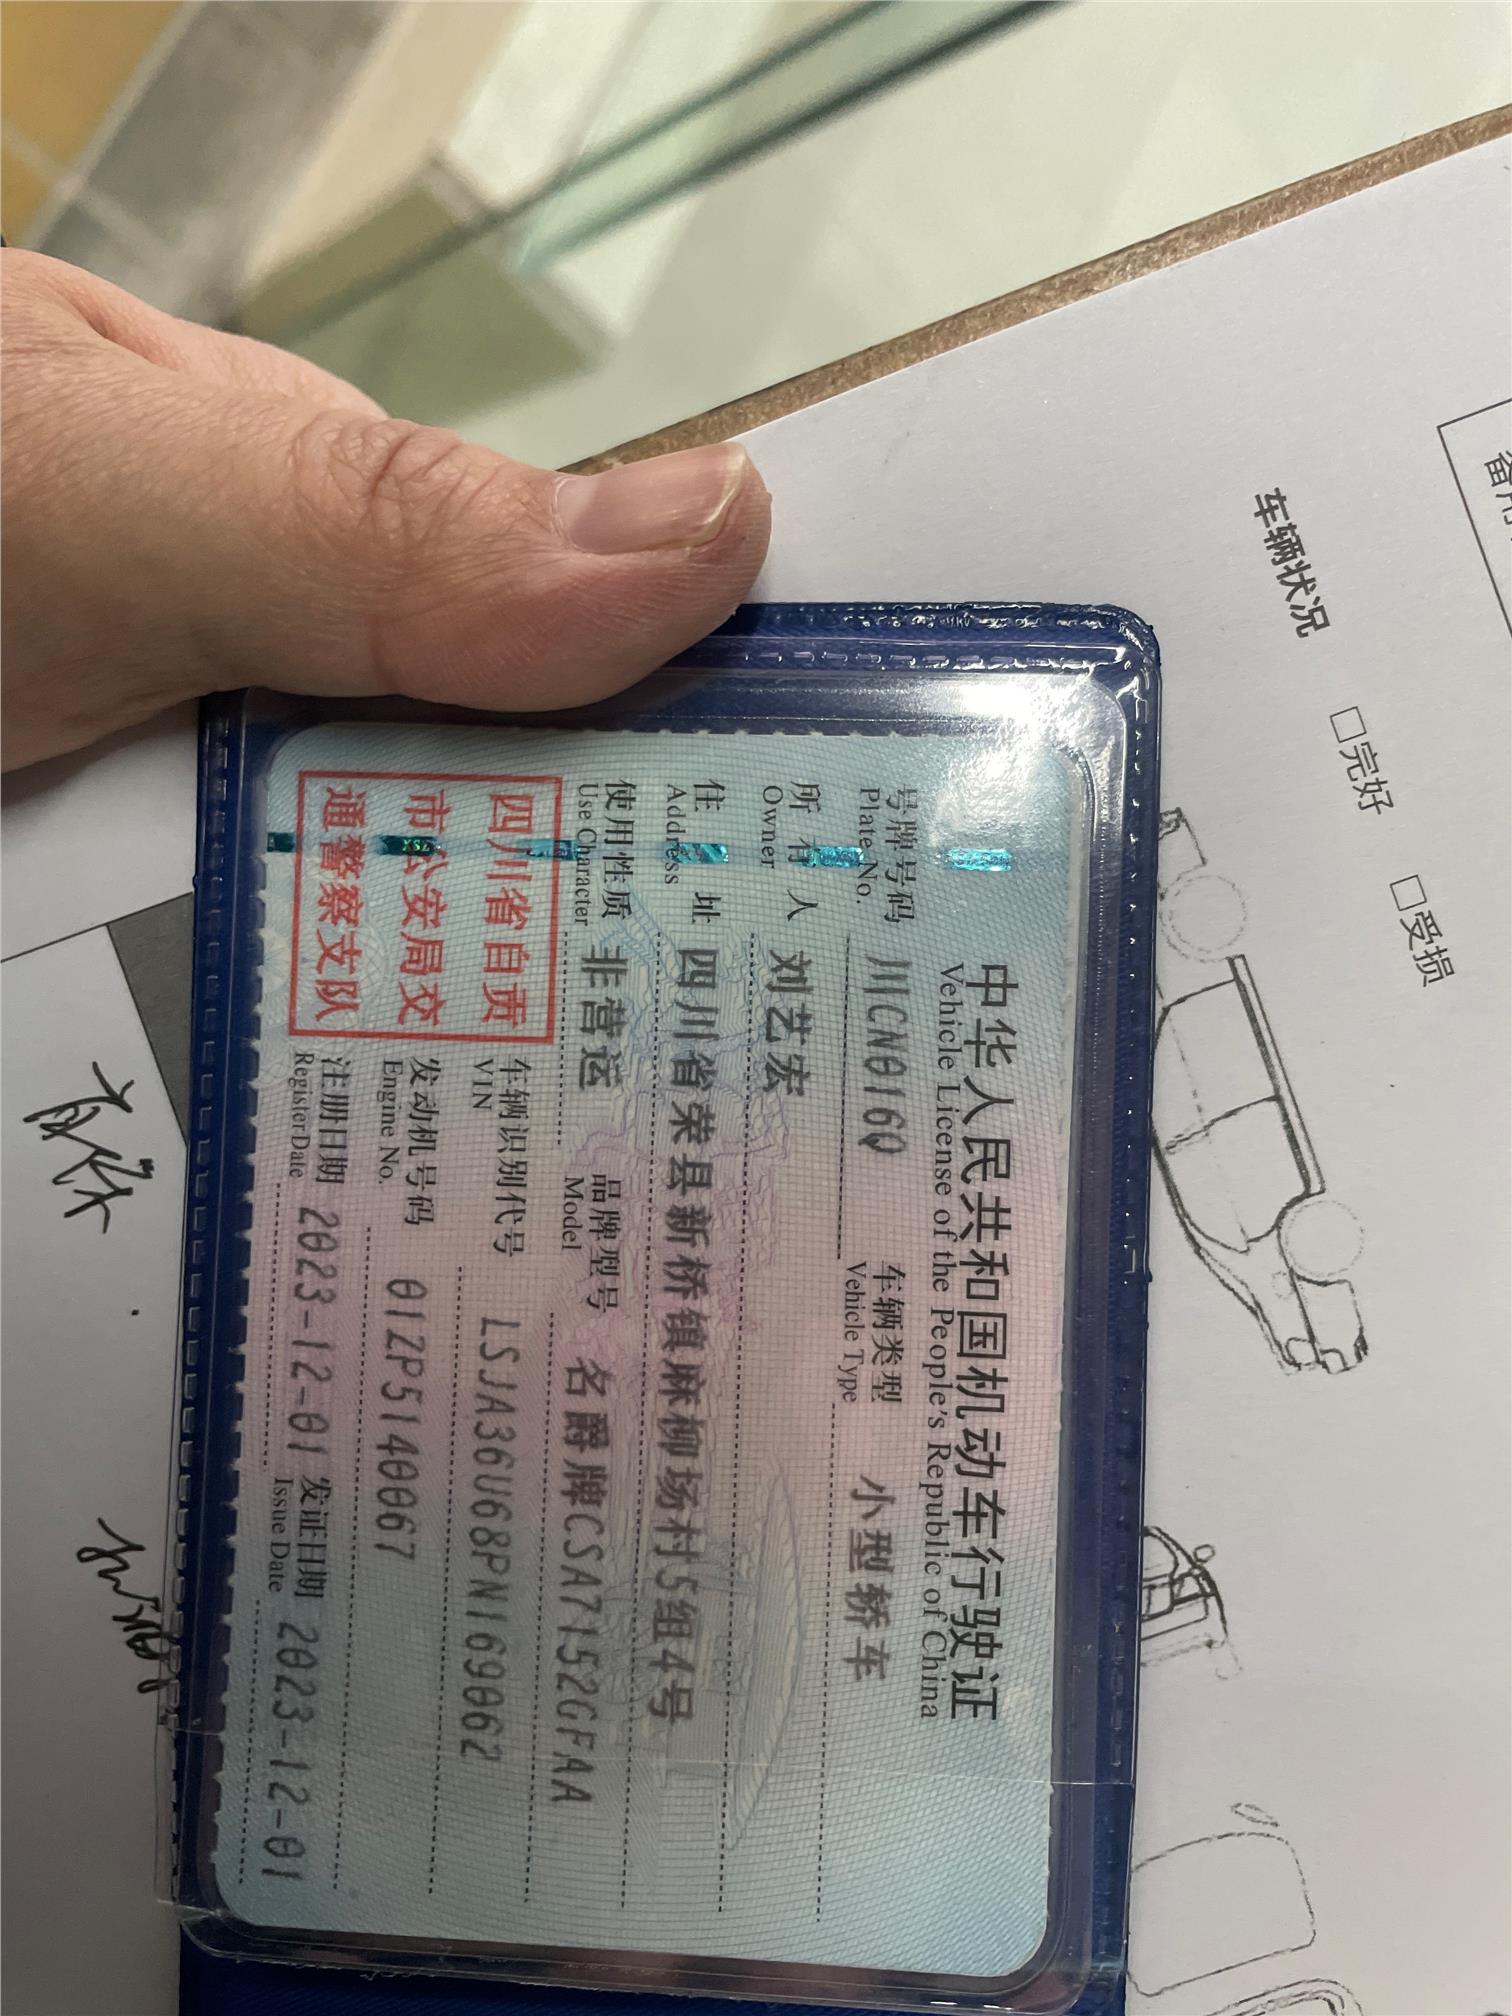 中华人民共和国机动车行驶证
Vehicle License of the People's Republic of China
号牌号码 川CN016Q 车辆类型 小型轿车
Plate No. Vehicle Type
所有人 刘艺宏
Owner
住址 四川省荣县新桥镇麻柳场村5组4号
Address
使用性质 非营运 品牌型号 名爵牌CSA7152GFAA
Use Character Model
四川省自贡
市公安局交
通警察支队
车辆识别代号 LSJA36U68PN169062
VIN
发动机号码 01ZP5140067
Engine No.
注册日期 2023-12-01 发证日期 2023-12-01
Register Date Issue Date
车辆状况
□完好
□受损